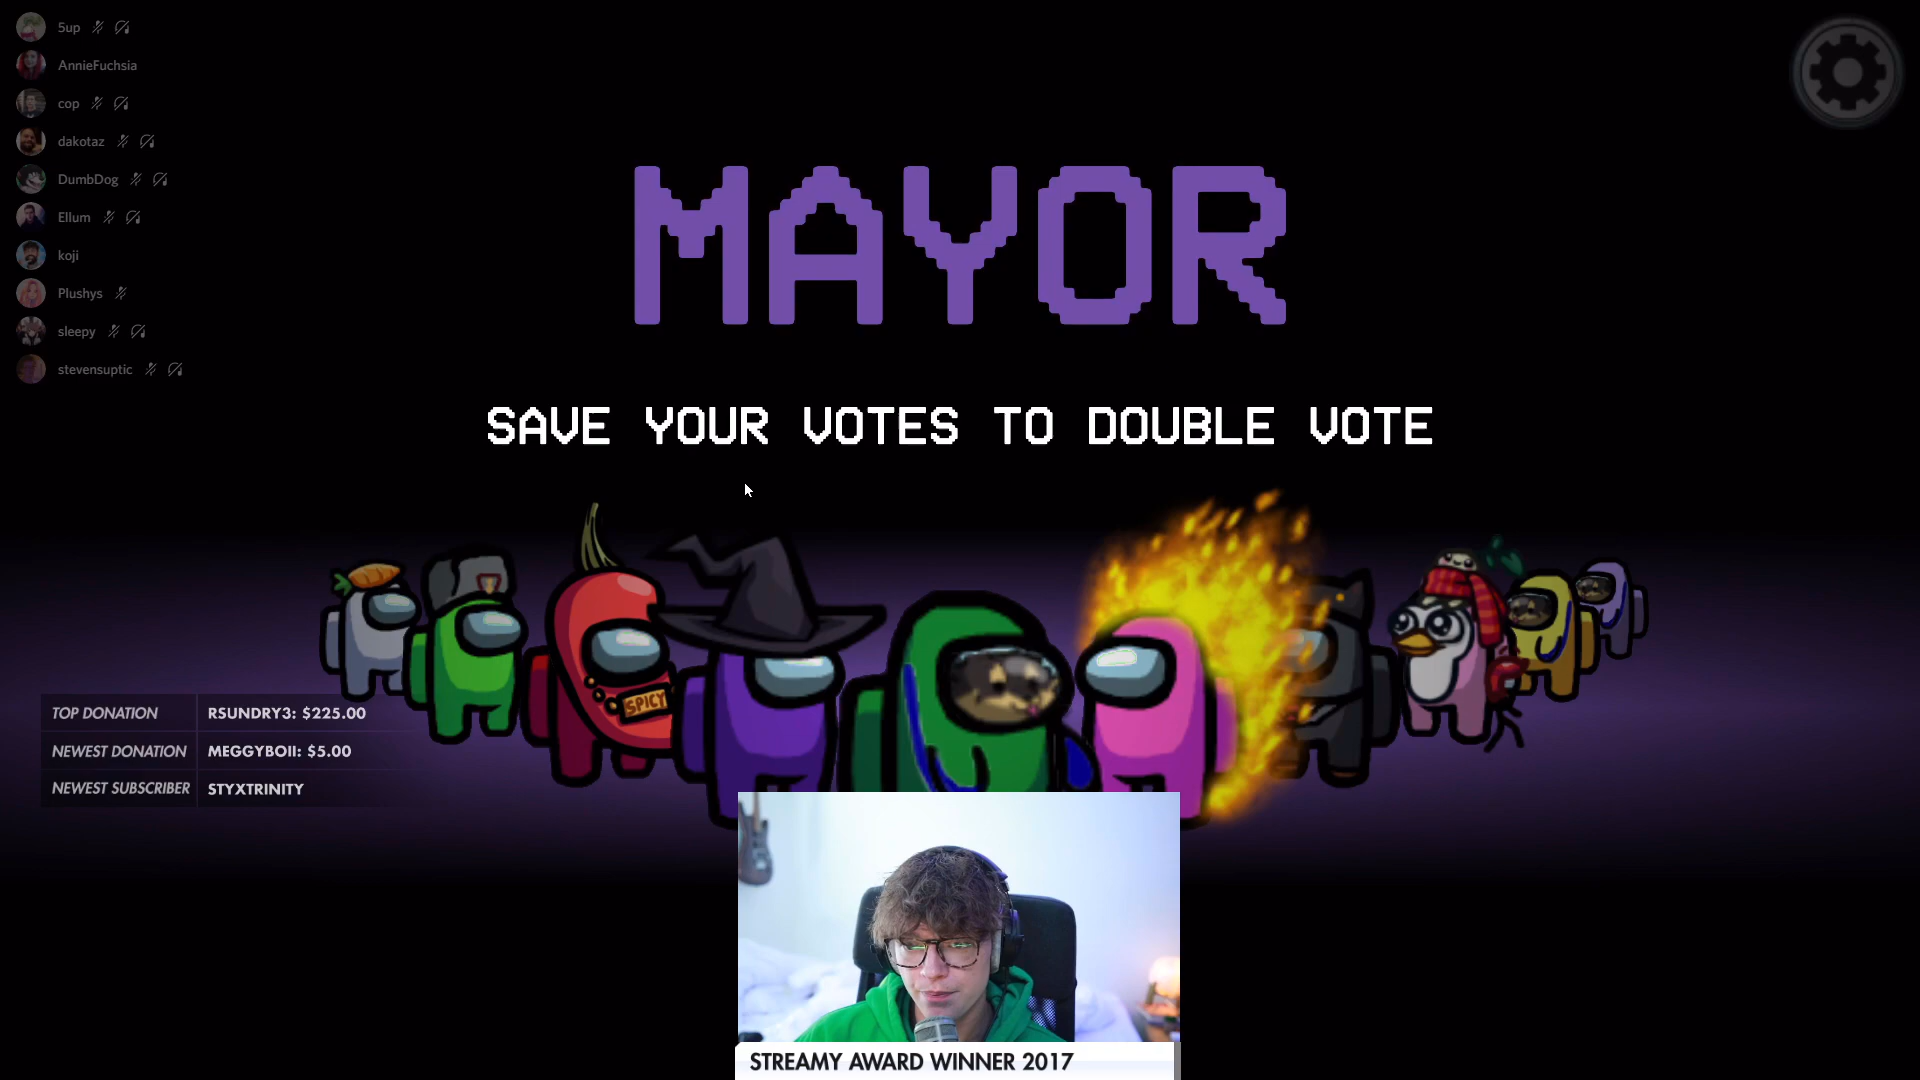 5up
AnnieFuchsia
cop
dakotaz
DumbDog
Ellum
koji
Plushys
sleepy
stevensuptic
MAYOR
SAVE YOUR VOTES TO DOUBLE VOTE
SPICY
TOP DONATION RSUNDRY3: $225.00
NEWEST DONATION MEGGYBOII: $5.00
NEWEST SUBSCRIBER STYXTRINITY
STREAMY AWARD WINNER 2017